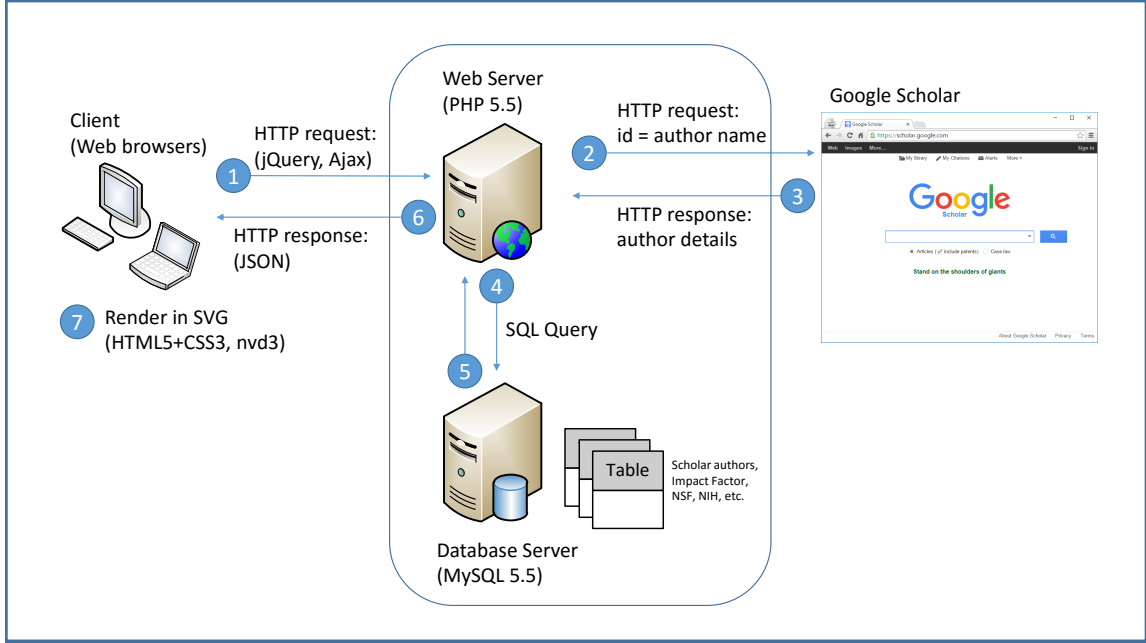 Client
(Web browsers)
1
HTTP request:
(jQuery, Ajax)
6
HTTP response:
(JSON)
7
Render in SVG
(HTML5+CSS3, nvd3)
Web Server
(PHP 5.5)
2
HTTP request:
id = author name
3
HTTP response:
author details
4
SQL Query
5
Table
Scholar authors,
Impact Factor,
NSF, NIH, etc.
Database Server
(MySQL 5.5)
Google Scholar
Google Scholar
https://scholar.google.com
Web Images More... Sign in
My library My Citations Alerts More
Google
Scholar
Articles ( include patents) Case law
Stand on the shoulders of giants
About Google Scholar Privacy Terms